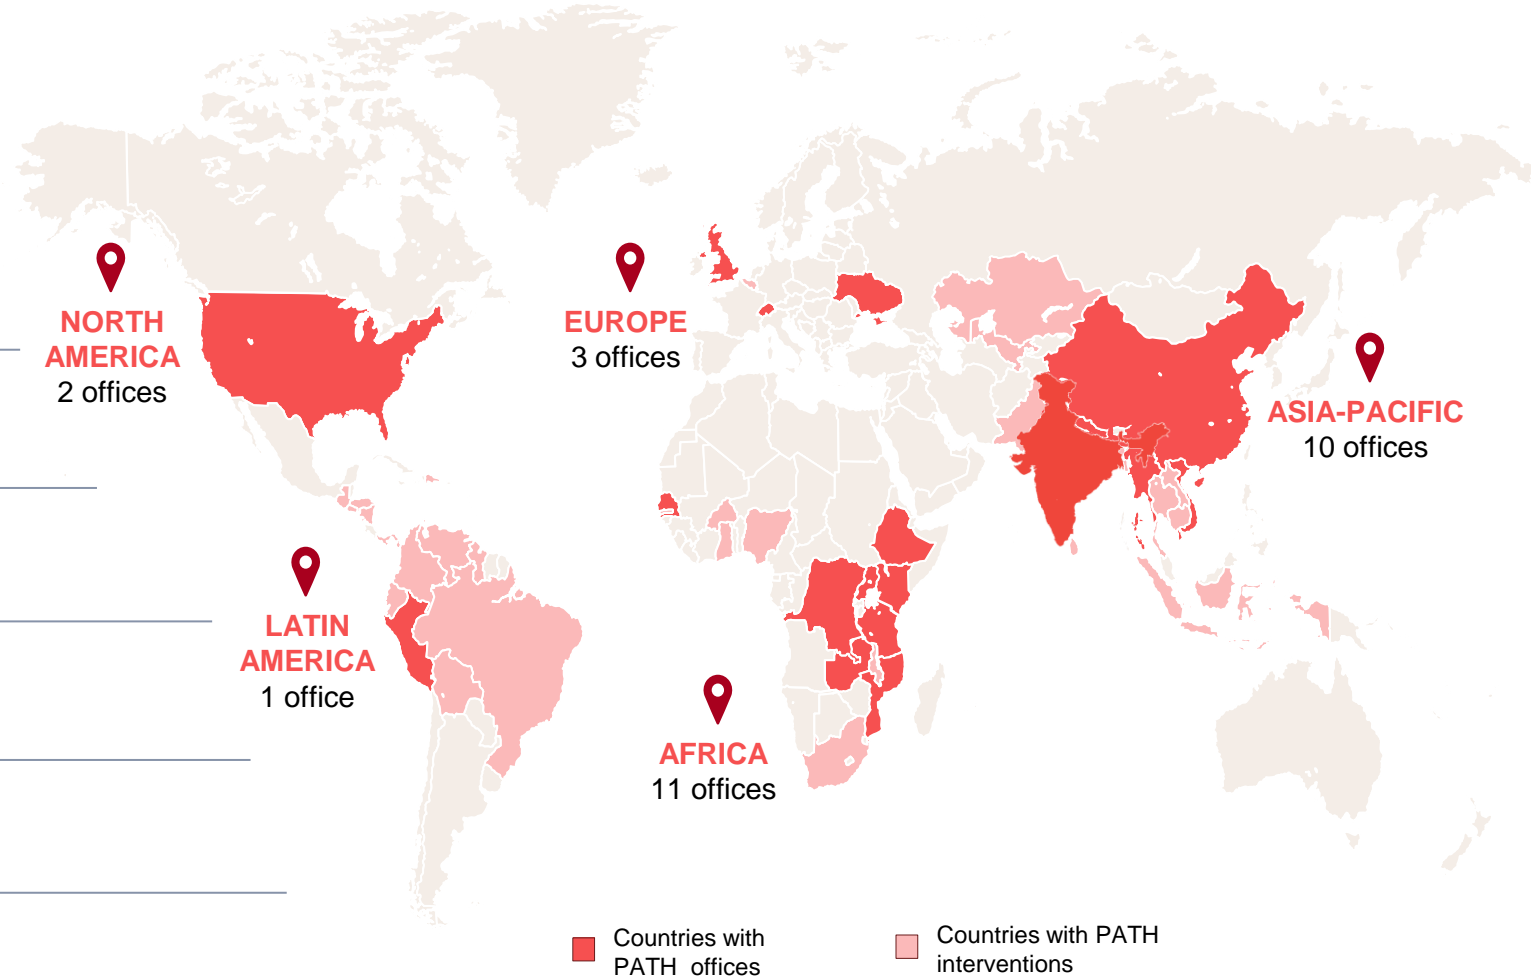 NORTH
AMERICA
2 offices
EUROPE
3 offices
ASIA-PACIFIC
10 offices
LATIN
AMERICA
1 office
AFRICA
11 offices
Countries with
PATH offices
Countries with PATH
interventions